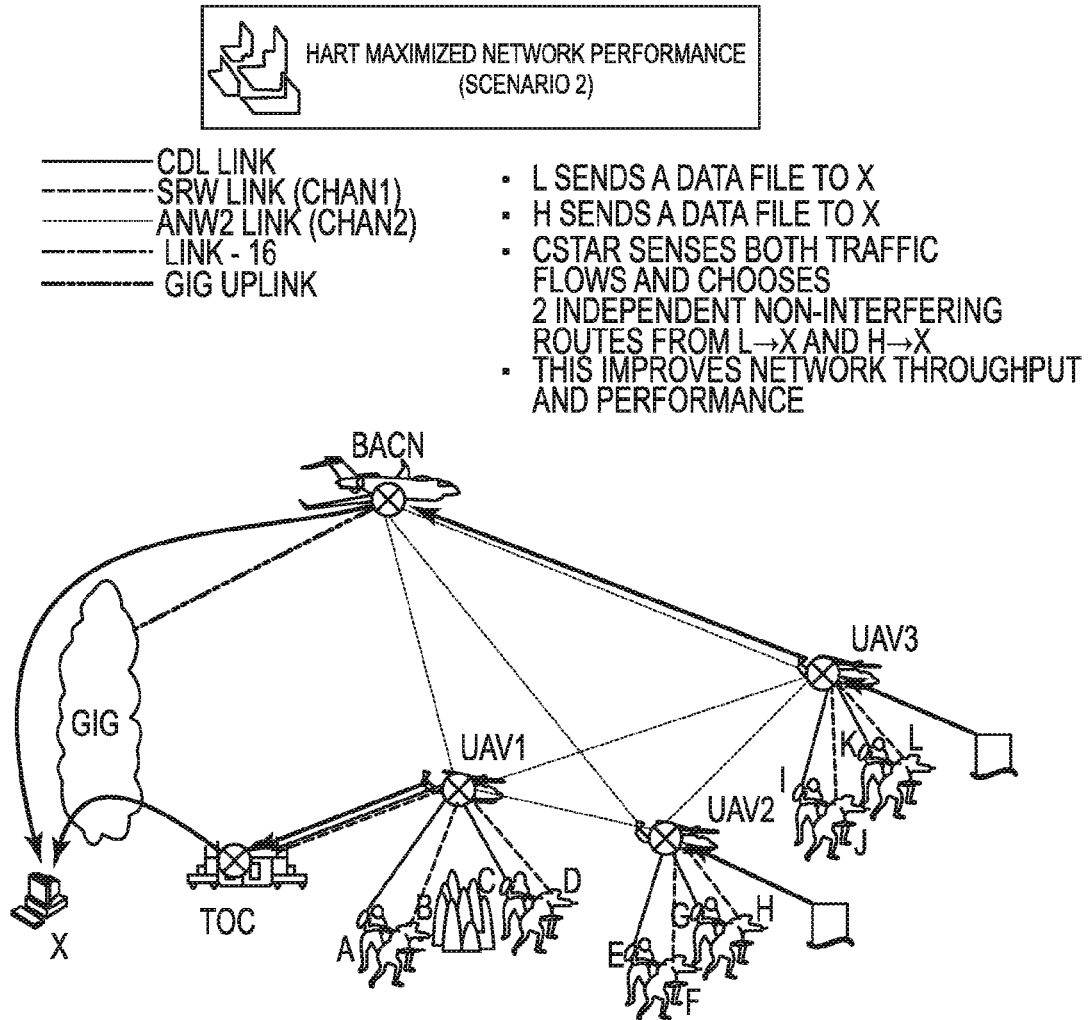 HART MAXIMIZED NETWORK PERFORMANCE
(SCENARIO 2)
CDL LINK
SRW LINK (CHAN1)
ANW2 LINK (CHAN2)
LINK - 16
GIG UPLINK
▪ L SENDS A DATA FILE TO X
▪ H SENDS A DATA FILE TO X
▪ CSTAR SENSES BOTH TRAFFIC
FLOWS AND CHOOSES
2 INDEPENDENT NON-INTERFERING
ROUTES FROM L→X AND H→X
▪ THIS IMPROVES NETWORK THROUGHPUT
AND PERFORMANCE
BACN
UAV3
GIG
UAV1
UAV2
K
L
I
J
TOC
X
A
B
C
D
E
F
G
H